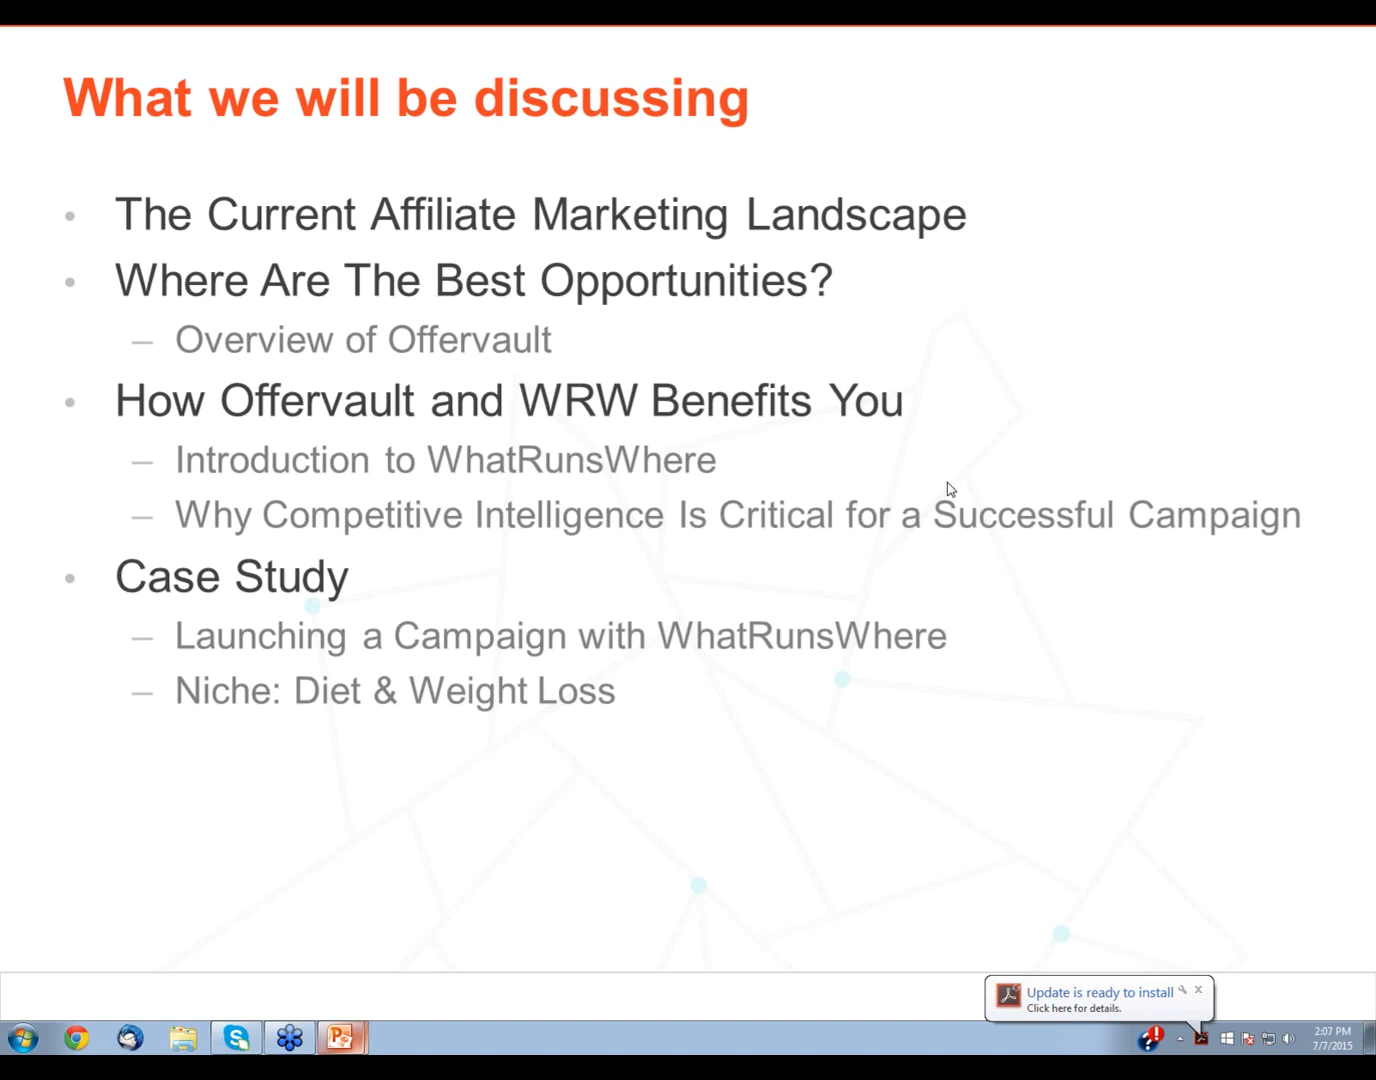 What we will be discussing
• The Current Affiliate Marketing Landscape
• Where Are The Best Opportunities?
– Overview of Offervault
• How Offervault and WRW Benefits You
– Introduction to WhatRunsWhere
– Why Competitive Intelligence Is Critical for a Successful Campaign
• Case Study
– Launching a Campaign with WhatRunsWhere
– Niche: Diet & Weight Loss
Update is ready to install
Click here for details.
2:07 PM
7/7/2015